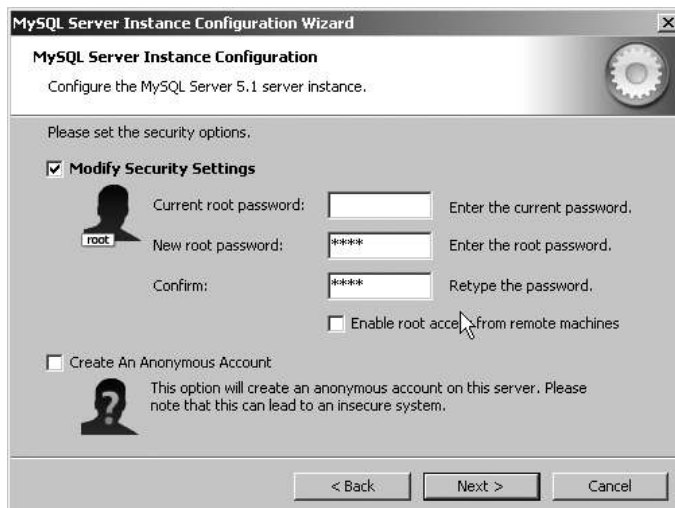 MySQL Server Instance Configuration Wizard
MySQL Server Instance Configuration
Configure the MySQL Server 5.1 server instance.
Please set the security options.
Modify Security Settings
root
Current root password: Enter the current password.
New root password: **** Enter the root password.
Confirm: **** Retype the password.
Enable root acce from remote machines
Create An Anonymous Account
This option will create an anonymous account on this server. Please
note that this can lead to an insecure system.
< Back Next > Cancel